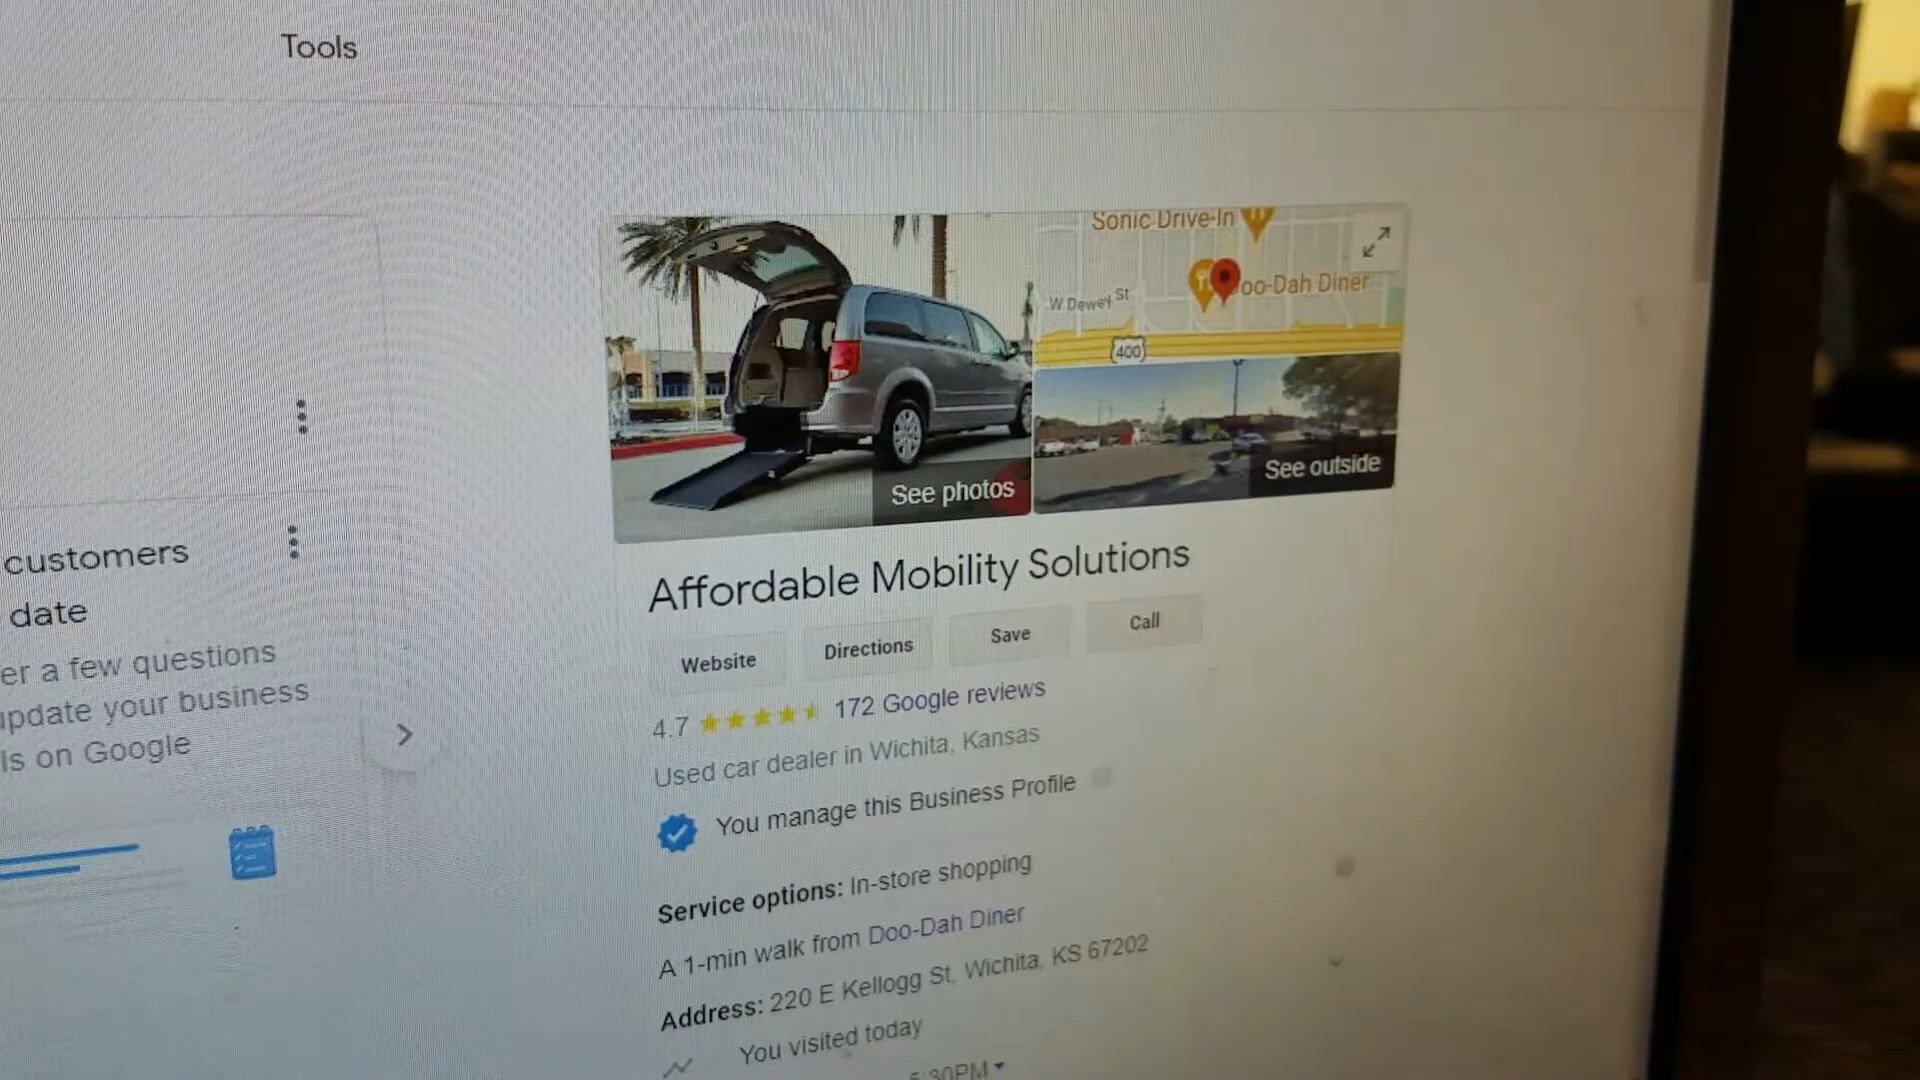 Tools
Sonic Drive-In
oo-Dah Diner
W Dewey St
400
See photos
See outside
customers
date
er a few questions
update your business
ls on Google
Affordable Mobility Solutions
Website
Directions
Save
Call
4.7
172 Google reviews
Used car dealer in Wichita, Kansas
You manage this Business Profile
Service options: In-store shopping
A 1-min walk from Doo-Dah Diner
Address: 220 E Kellogg St, Wichita, KS 67202
You visited today
5:30PM